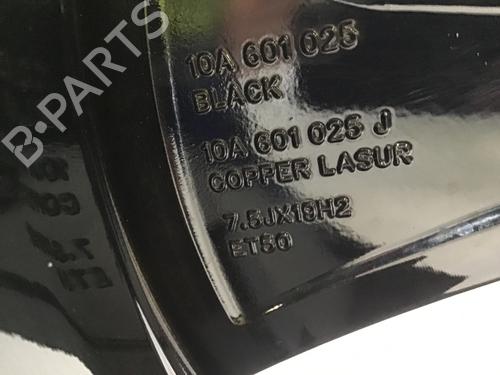 B-PARTS
10A 601 025
BLACK
10A 601 025 J
COPPER LASUR
7.5JX19H2
ET50